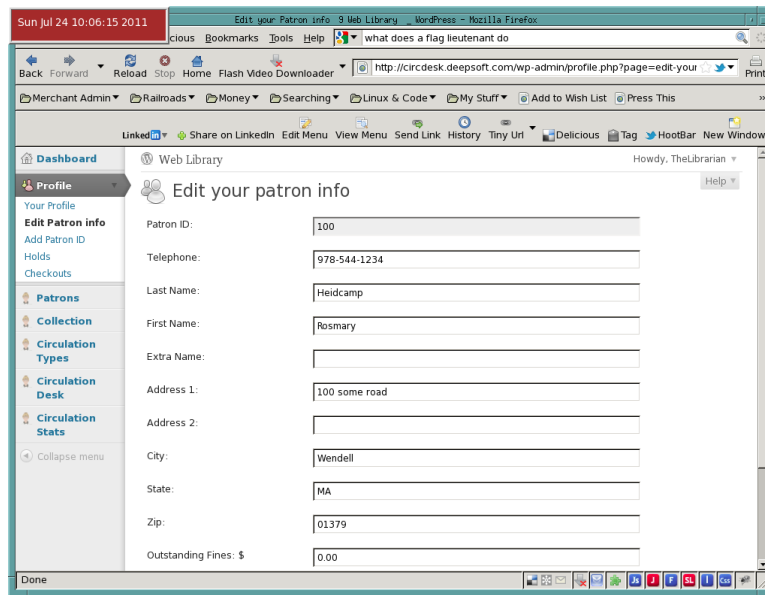 Sun Jul 24 10:06:15 2011
Edit your Patron info 9 Web Library _ WordPress - Mozilla Firefox
Bookmarks Tools Help what does a flag lieutenant do
Back Forward Reload Stop Home Flash Video Downloader http://circdesk.deepsoft.com/wp-admin/profile.php?page=edit-your Print
Merchant Admin Railroads Money Searching Linux & Code My Stuff Add to Wish List Press This »
Linked in Share on LinkedIn Edit Menu View Menu Send Link History Tiny Url Delicious Tag HootBar New Window
Dashboard
Web Library
Howdy, TheLibrarian
Profile
Help
Edit your patron info
Your Profile
Edit Patron info
Add Patron ID
Holds
Checkouts
Patrons
Collection
Circulation
Types
Circulation
Desk
Circulation
Stats
Collapse menu
Patron ID: 100
Telephone: 978-544-1234
Last Name: Heidcamp
First Name: Rosmary
Extra Name:
Address 1: 100 some road
Address 2:
City: Wendell
State: MA
Zip: 01379
Outstanding Fines: $ 0.00
Done
Js J F SL I Css